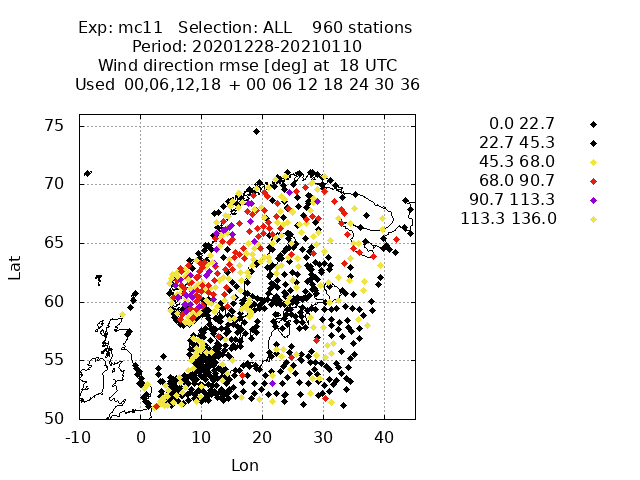 Exp: mc11 Selection: ALL 960 stations
Period: 20201228-20210110
Wind direction rmse [deg] at 18 UTC
Used 00,06,12,18 + 00 06 12 18 24 30 36
75
70
65
60
55
50
Lat
-10 0 10 20 30 40
Lon
0.0 22.7
22.7 45.3
45.3 68.0
68.0 90.7
90.7 113.3
113.3 136.0